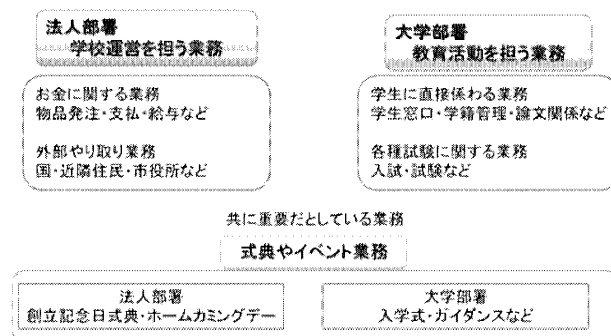 法人部署
学校運営を担う業務
お金に関する業務
物品発注・支払・給与など
外部やり取り業務
国・近隣住民・市役所など
大学部署
教育活動を担う業務
学生に直接係わる業務
学生窓口・学籍管理・論文関係など
各種試験に関する業務
入試・試験など
共に重要だとしている業務
式典やイベント業務
法人部署
創立記念日式典・ホームカミングデー
大学部署
入学式・ガイダンスなど